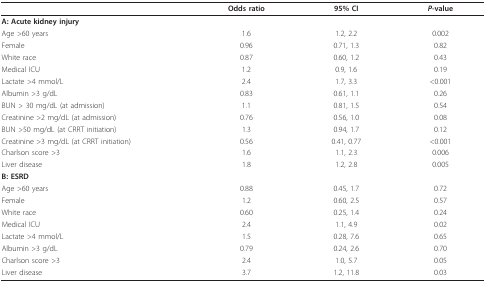 Odds ratio 95% CI P-value
A: Acute kidney injury
Age >60 years 1.6 1.2, 2.2 0.002
Female 0.96 0.71, 1.3 0.82
White race 0.87 0.60, 1.2 0.43
Medical ICU 1.2 0.9, 1.6 0.19
Lactate >4 mmol/L 2.4 1.7, 3.3 <0.001
Albumin >3 g/dL 0.83 0.61, 1.1 0.26
BUN > 30 mg/dL (at admission) 1.1 0.81, 1.5 0.54
Creatinine >2 mg/dL (at admission) 0.76 0.56, 1.0 0.08
BUN >50 mg/dL (at CRRT initiation) 1.3 0.94, 1.7 0.12
Creatinine >3 mg/dL (at CRRT initiation) 0.56 0.41, 0.77 <0.001
Charlson score >3 1.6 1.1, 2.3 0.006
Liver disease 1.8 1.2, 2.8 0.005
B: ESRD
Age >60 years 0.88 0.45, 1.7 0.72
Female 1.2 0.60, 2.5 0.57
White race 0.60 0.25, 1.4 0.24
Medical ICU 2.4 1.1, 4.9 0.02
Lactate >4 mmol/L 1.5 0.28, 7.6 0.65
Albumin >3 g/dL 0.79 0.24, 2.6 0.70
Charlson score >3 2.4 1.0, 5.7 0.05
Liver disease 3.7 1.2, 11.8 0.03